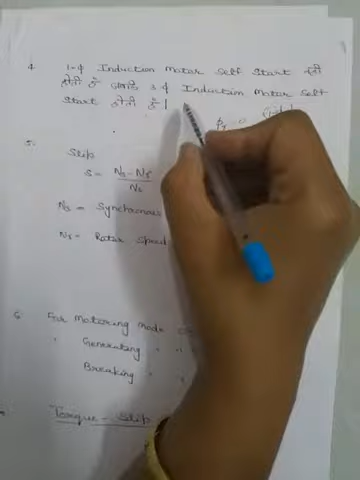 4. 1-ϕ Induction Motor Self Start नहीं
होती है जबकि 3-ϕ Induction Motor Self
Start होती है |
5. Slip
S = Ns - Nr / Ns
Ns = Synchronous
Nr - Rotor Speed
6. For Motoring mode
" Generating " "
Breaking "
Torque - Slip